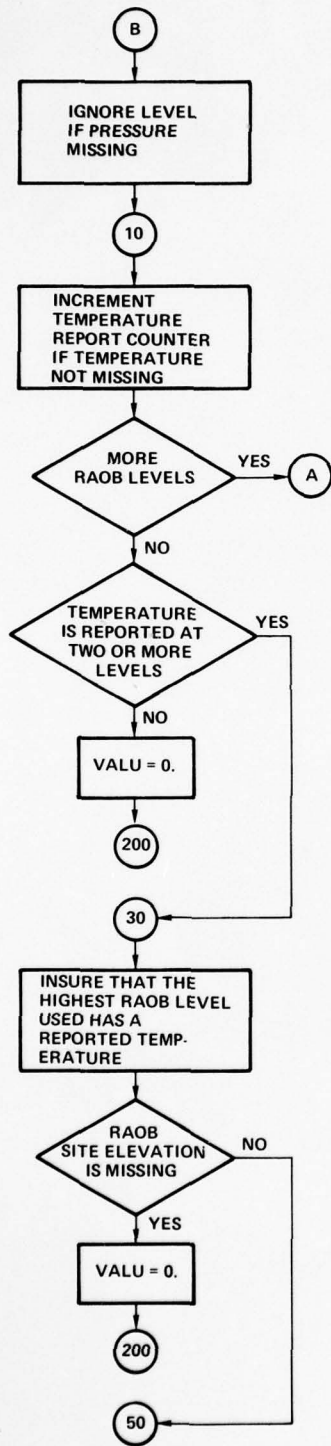 B
IGNORE LEVEL
IF PRESSURE
MISSING
10
INCREMENT
TEMPERATURE
REPORT COUNTER
IF TEMPERATURE
NOT MISSING
MORE
RAOB LEVELS
YES
A
NO
TEMPERATURE
IS REPORTED AT
TWO OR MORE
LEVELS
YES
NO
VALU = 0.
200
30
INSURE THAT THE
HIGHEST RAOB LEVEL
USED HAS A
REPORTED TEMP-
ERATURE
RAOB
SITE ELEVATION
IS MISSING
NO
YES
VALU = 0.
200
50